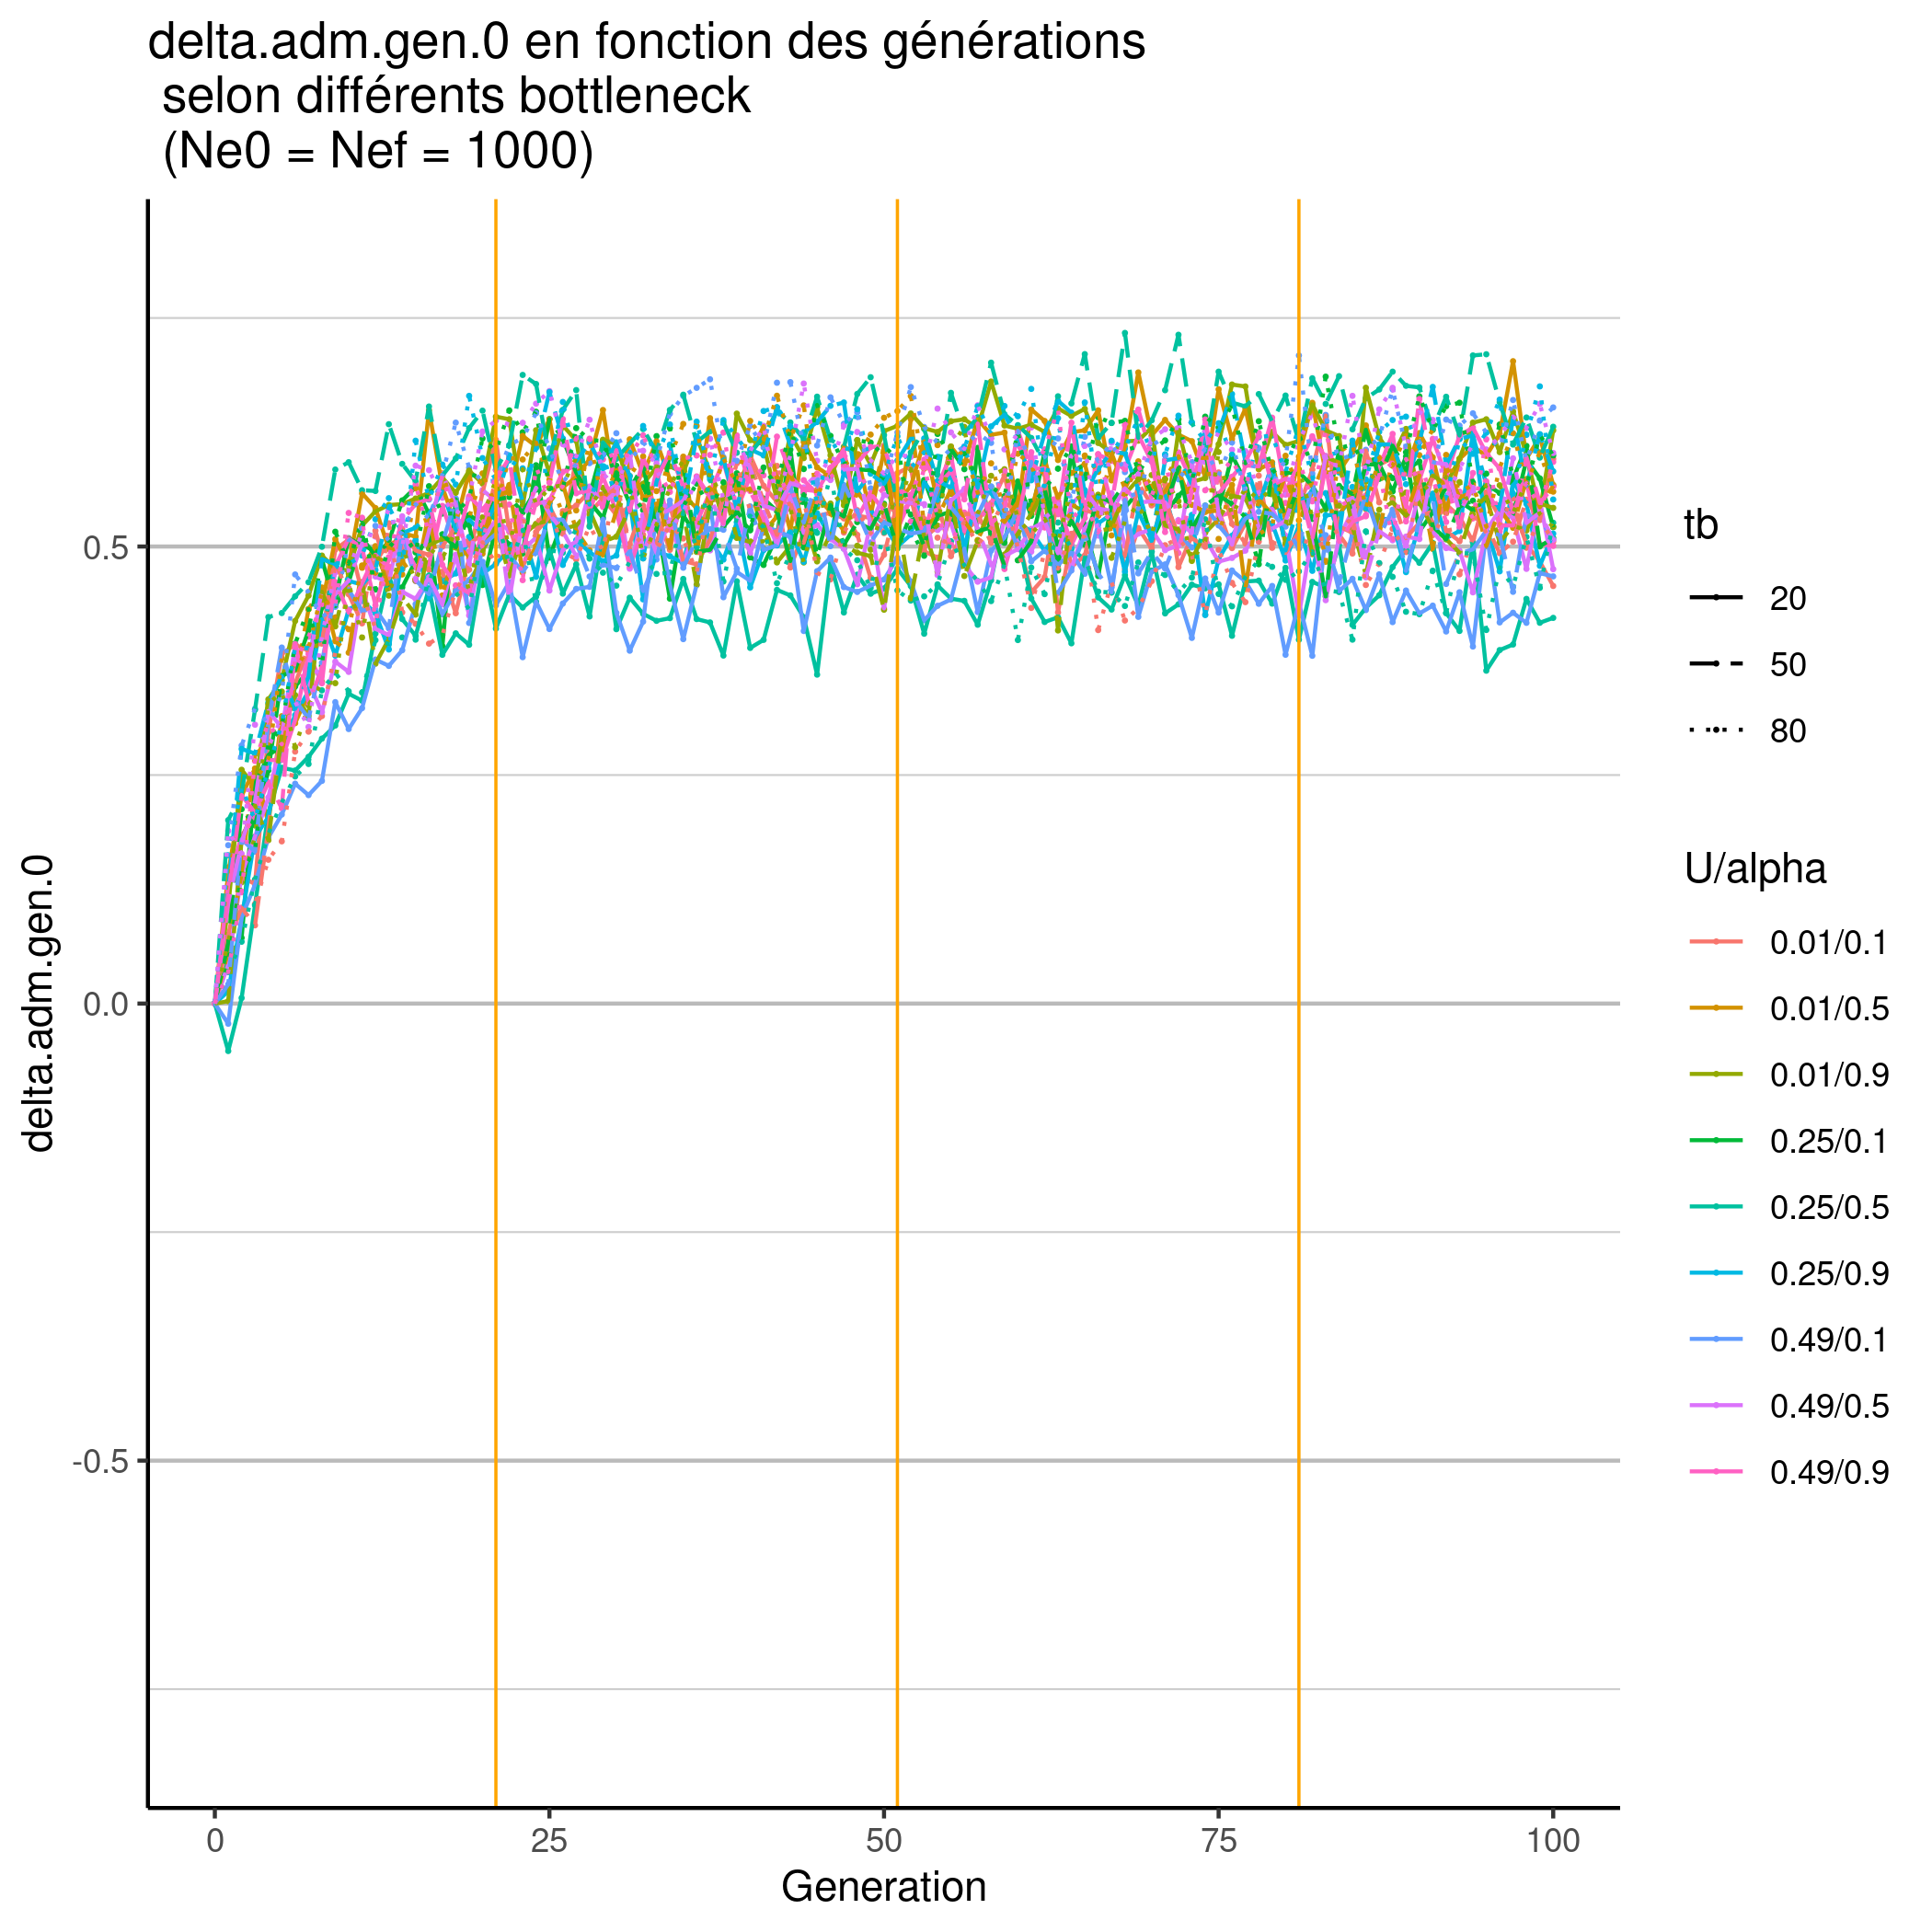 delta.adm.gen.0 en fonction des générations
selon différents bottleneck
(Ne0 = Nef = 1000)
delta.adm.gen.0
0.5
0.0
-0.5
0
25
50
75
100
Generation
tb
20
50
80
U/alpha
0.01/0.1
0.01/0.5
0.01/0.9
0.25/0.1
0.25/0.5
0.25/0.9
0.49/0.1
0.49/0.5
0.49/0.9